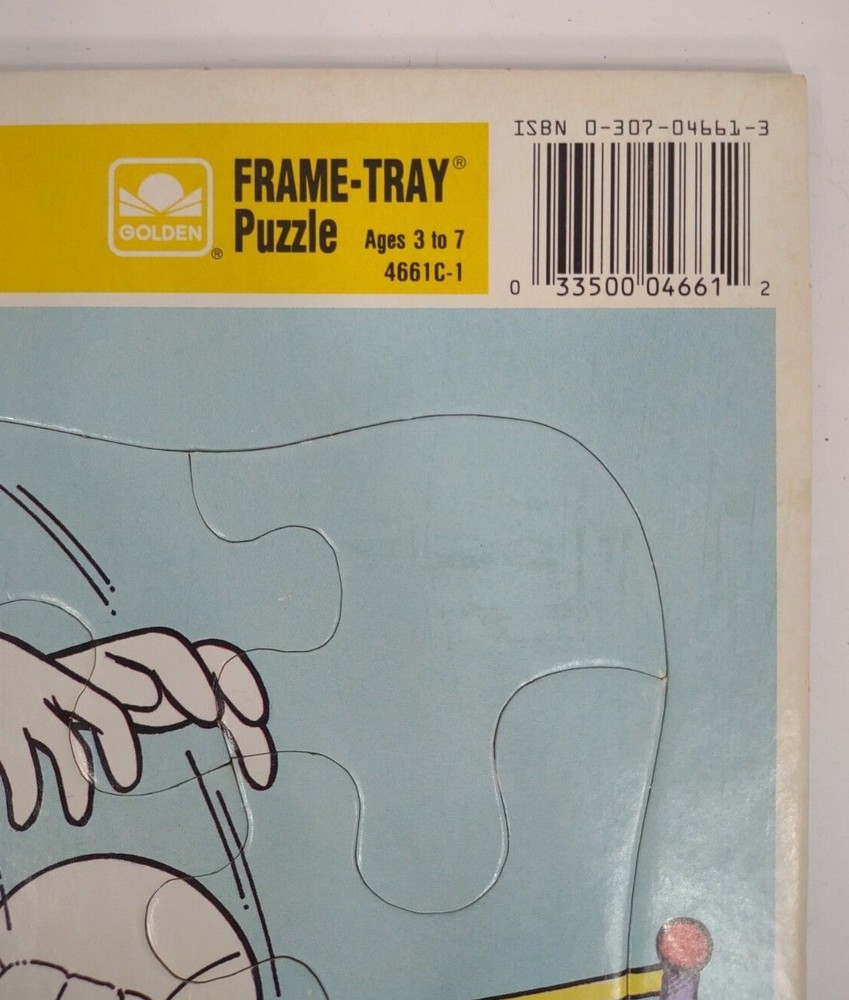 ISBN 0-307-04661-3
FRAME-TRAY®
GOLDEN®
Puzzle Ages 3 to 7
4661C-1
0 33500 04661 2